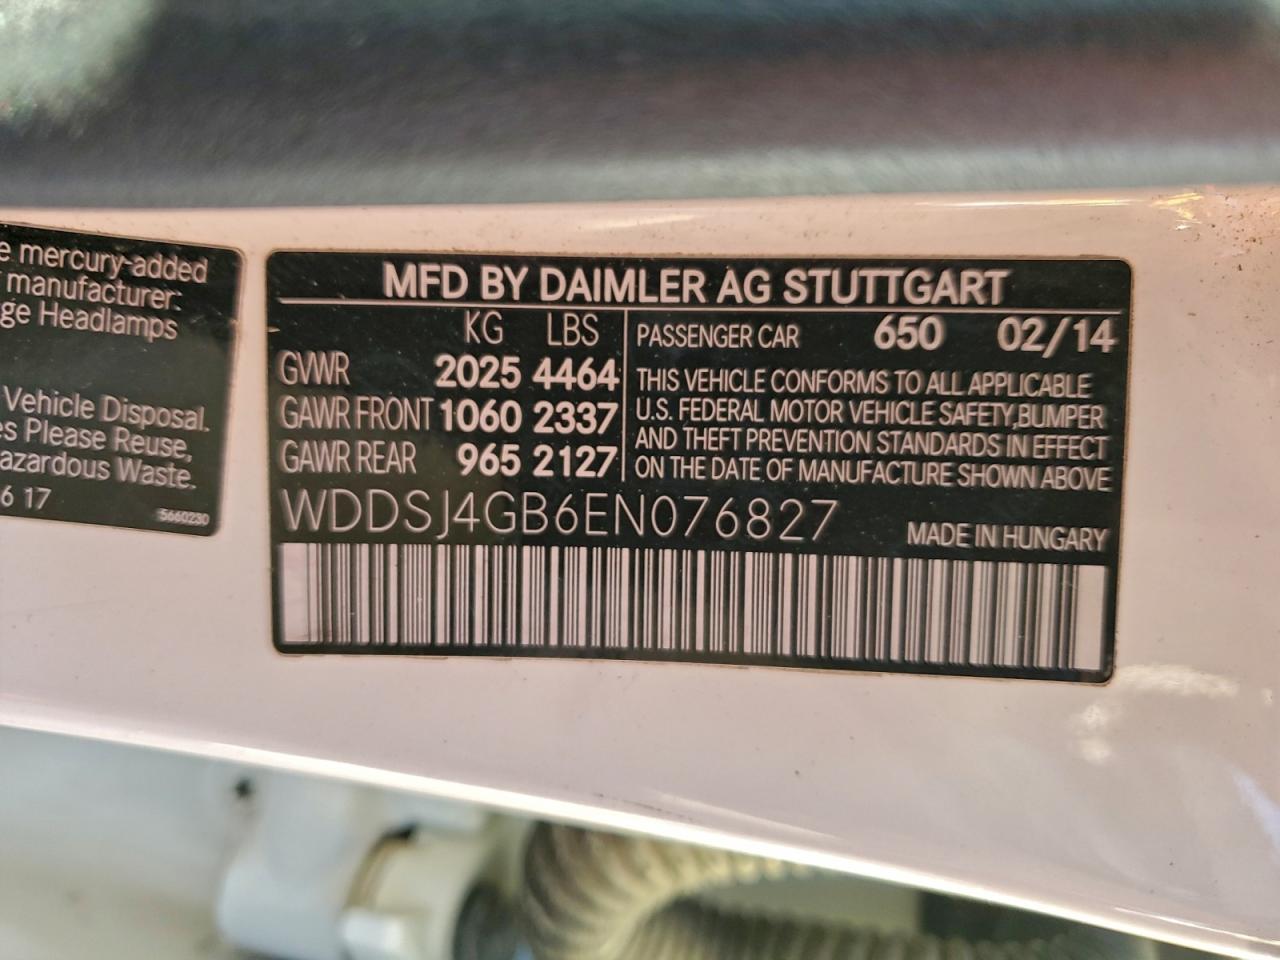 e mercury-added
manufacturer:
ge Headlamps
Vehicle Disposal.
es Please Reuse,
azardous Waste.
6 17
5660230
MFD BY DAIMLER AG STUTTGART
KG LBS
GVWR 2025 4464
GAWR FRONT 1060 2337
GAWR REAR 965 2127
PASSENGER CAR 650 02/14
THIS VEHICLE CONFORMS TO ALL APPLICABLE
U.S. FEDERAL MOTOR VEHICLE SAFETY,BUMPER
AND THEFT PREVENTION STANDARDS IN EFFECT
ON THE DATE OF MANUFACTURE SHOWN ABOVE
WDDSJ4GB6EN076827
MADE IN HUNGARY